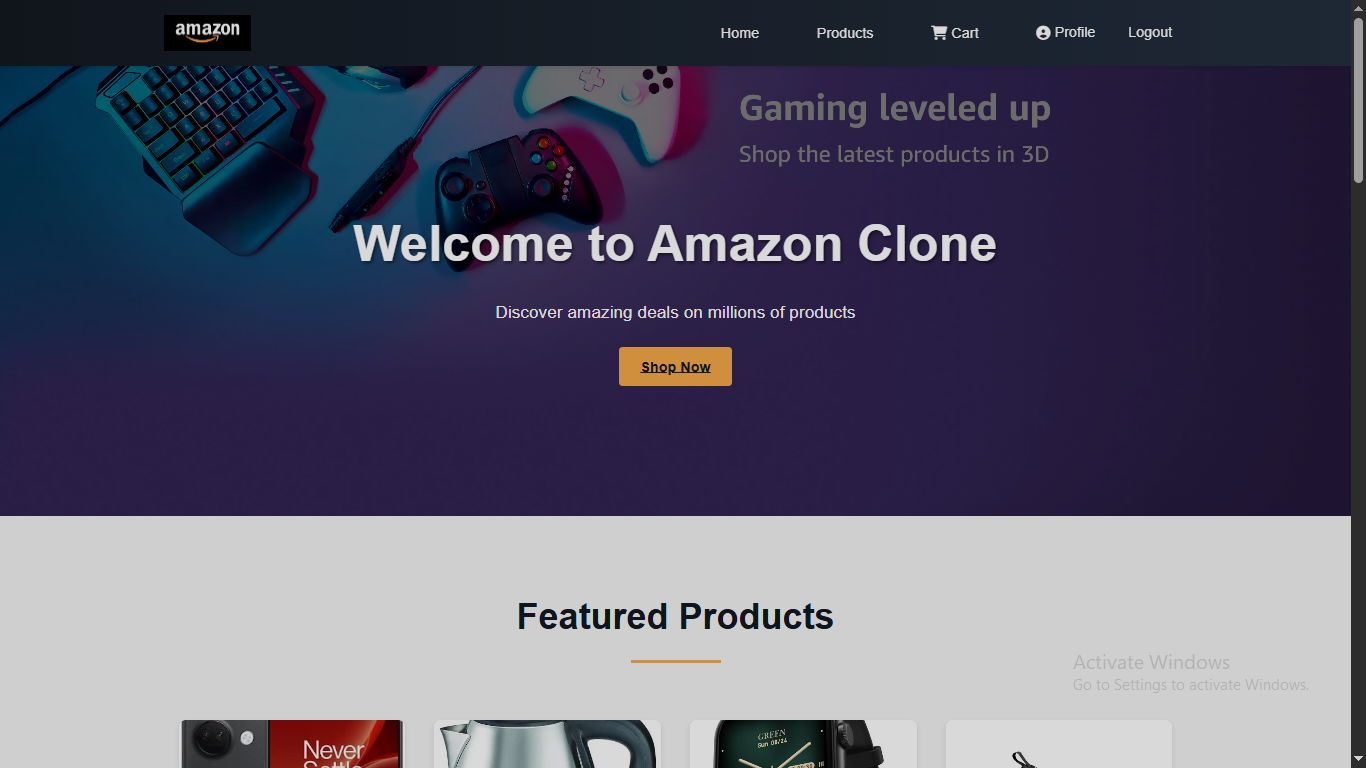 amazon
Home
Products
Cart
Profile
Logout
Gaming leveled up
Shop the latest products in 3D
Welcome to Amazon Clone
Discover amazing deals on millions of products
Shop Now
Featured Products
Activate Windows
Go to Settings to activate Windows.
Never
Settle
GREEN
Sun 08/24